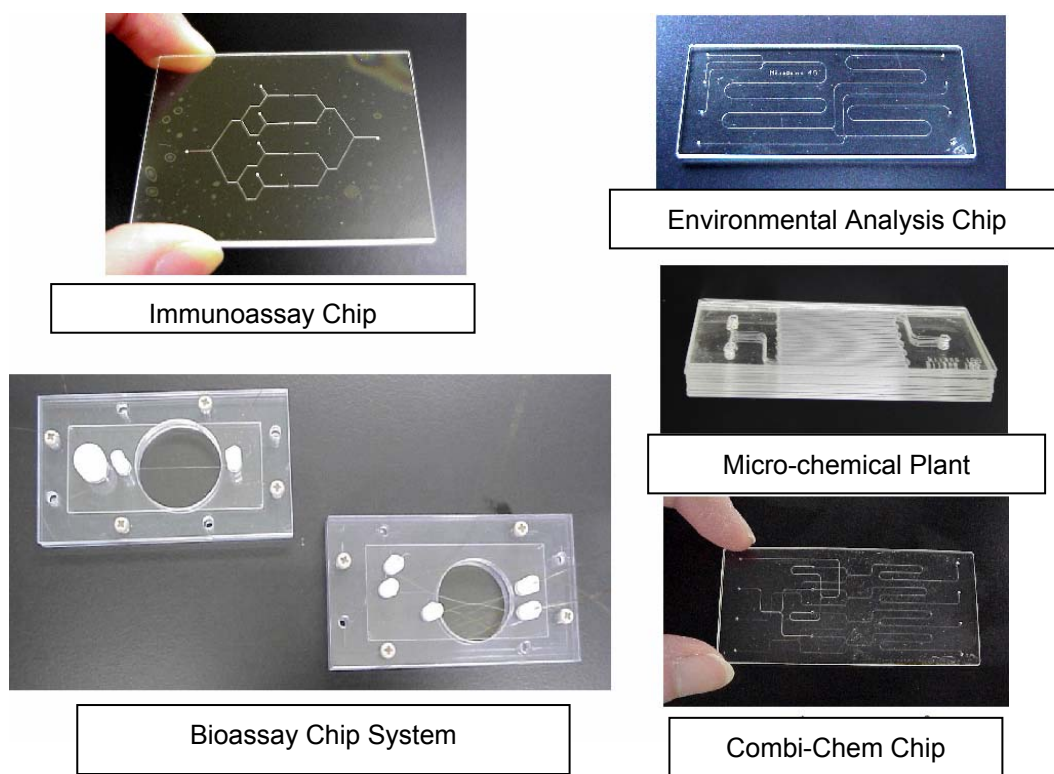 Immunoassay Chip
Environmental Analysis Chip
Micro-chemical Plant
Bioassay Chip System
Combi-Chem Chip